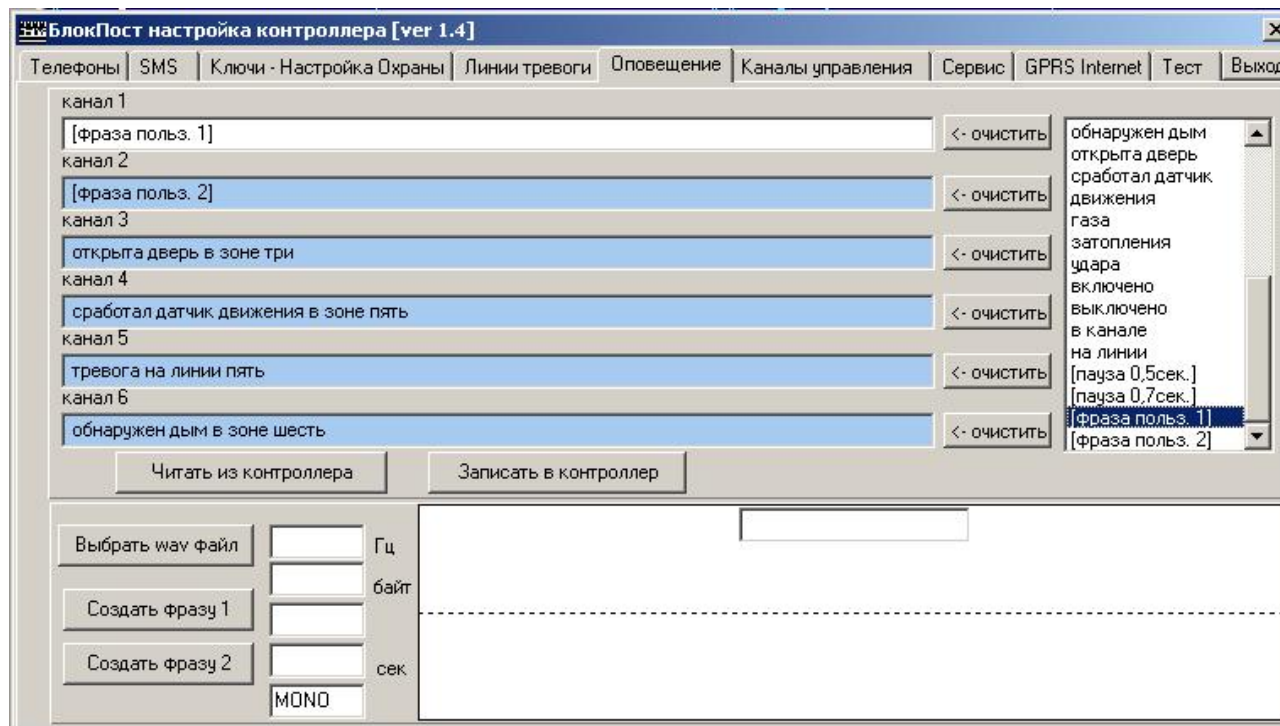 БлокПост настройка контроллера [ver 1.4]
Телефоны SMS Ключи - Настройка Охраны Линии тревоги Оповещение Каналы управления Сервис GPRS Internet Тест Выход
канал 1
[фраза польз. 1] <- очистить
канал 2
[фраза польз. 2] <- очистить
канал 3
открыта дверь в зоне три <- очистить
канал 4
сработал датчик движения в зоне пять <- очистить
канал 5
тревога на линии пять <- очистить
канал 6
обнаружен дым в зоне шесть <- очистить
обнаружен дым
открыта дверь
сработал датчик
движения
газа
затопления
удара
включено
выключено
в канале
на линии
[пауза 0,5сек.]
[пауза 0,7сек.]
[фраза польз. 1]
[фраза польз. 2]
Читать из контроллера Записать в контроллер
Выбрать wav файл Гц
байт
Создать фразу 1
Создать фразу 2 сек
MONO